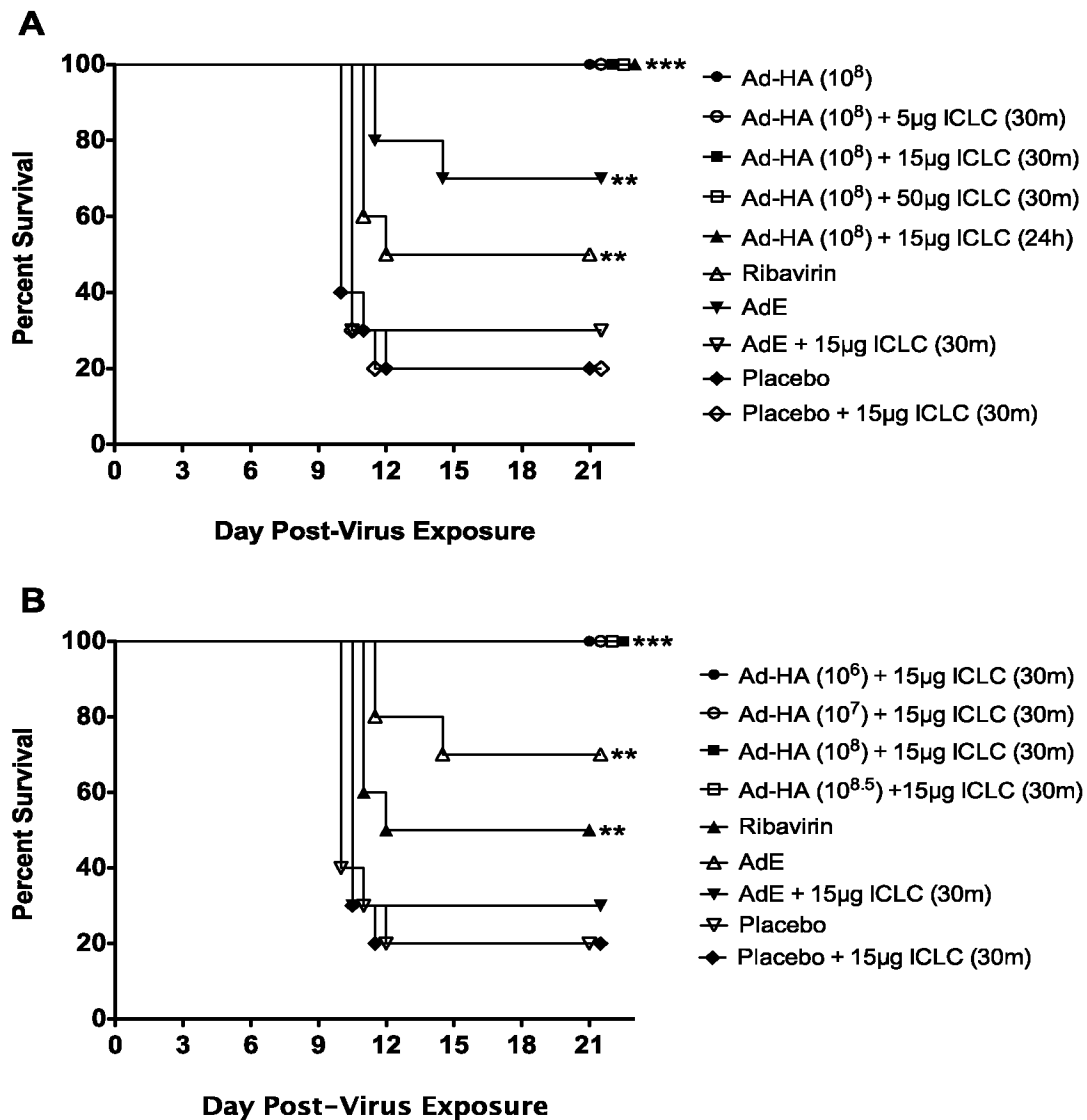 A
Percent Survival
100
80
60
40
20
0
***
**
**
0 3 6 9 12 15 18 21
Day Post-Virus Exposure
Ad-HA (10⁸)
Ad-HA (10⁸) + 5µg ICLC (30m)
Ad-HA (10⁸) + 15µg ICLC (30m)
Ad-HA (10⁸) + 50µg ICLC (30m)
Ad-HA (10⁸) + 15µg ICLC (24h)
Ribavirin
AdE
AdE + 15µg ICLC (30m)
Placebo
Placebo + 15µg ICLC (30m)
B
Percent Survival
100
80
60
40
20
0
***
**
**
0 3 6 9 12 15 18 21
Day Post-Virus Exposure
Ad-HA (10⁶) + 15µg ICLC (30m)
Ad-HA (10⁷) + 15µg ICLC (30m)
Ad-HA (10⁸) + 15µg ICLC (30m)
Ad-HA (10⁸·⁵) +15µg ICLC (30m)
Ribavirin
AdE
AdE + 15µg ICLC (30m)
Placebo
Placebo + 15µg ICLC (30m)